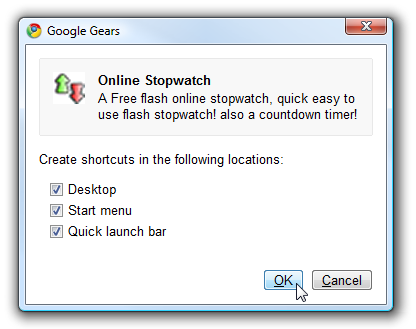 Google Gears
Online Stopwatch
A Free flash online stopwatch, quick easy to
use flash stopwatch! also a countdown timer!
Create shortcuts in the following locations:
Desktop
Start menu
Quick launch bar
OK Cancel